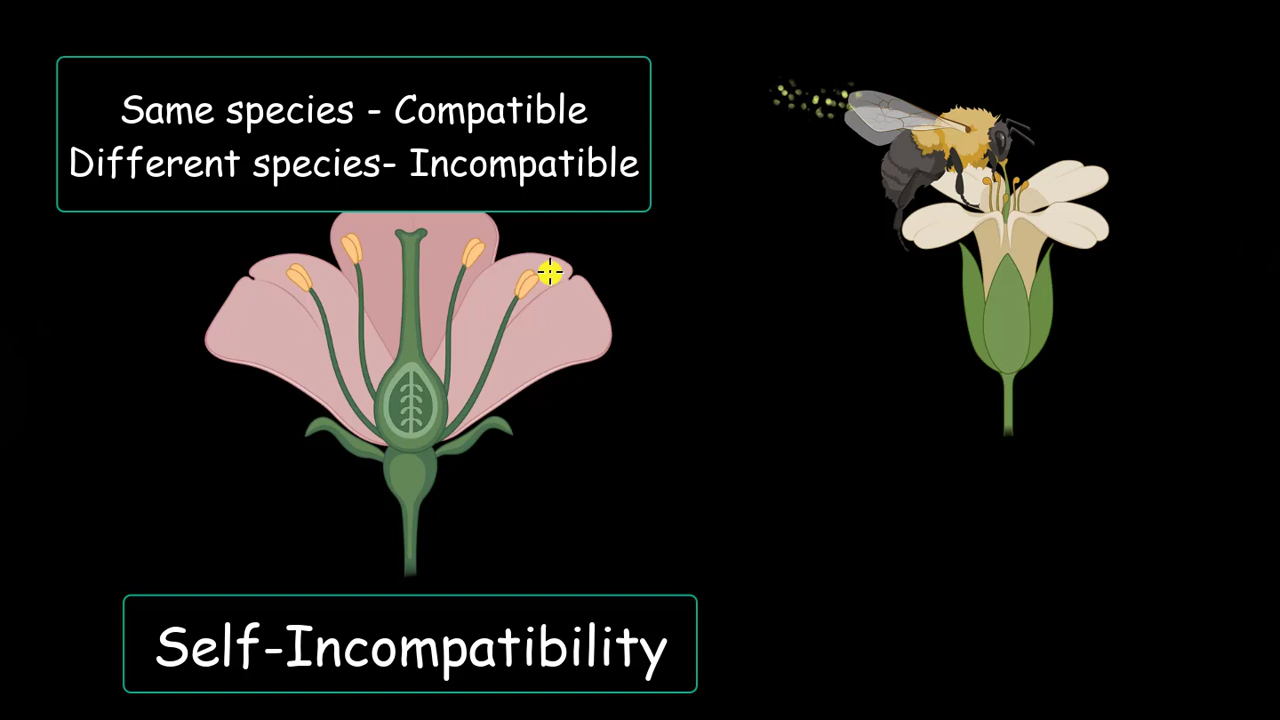 Same species - Compatible
Different species- Incompatible
Self-Incompatibility